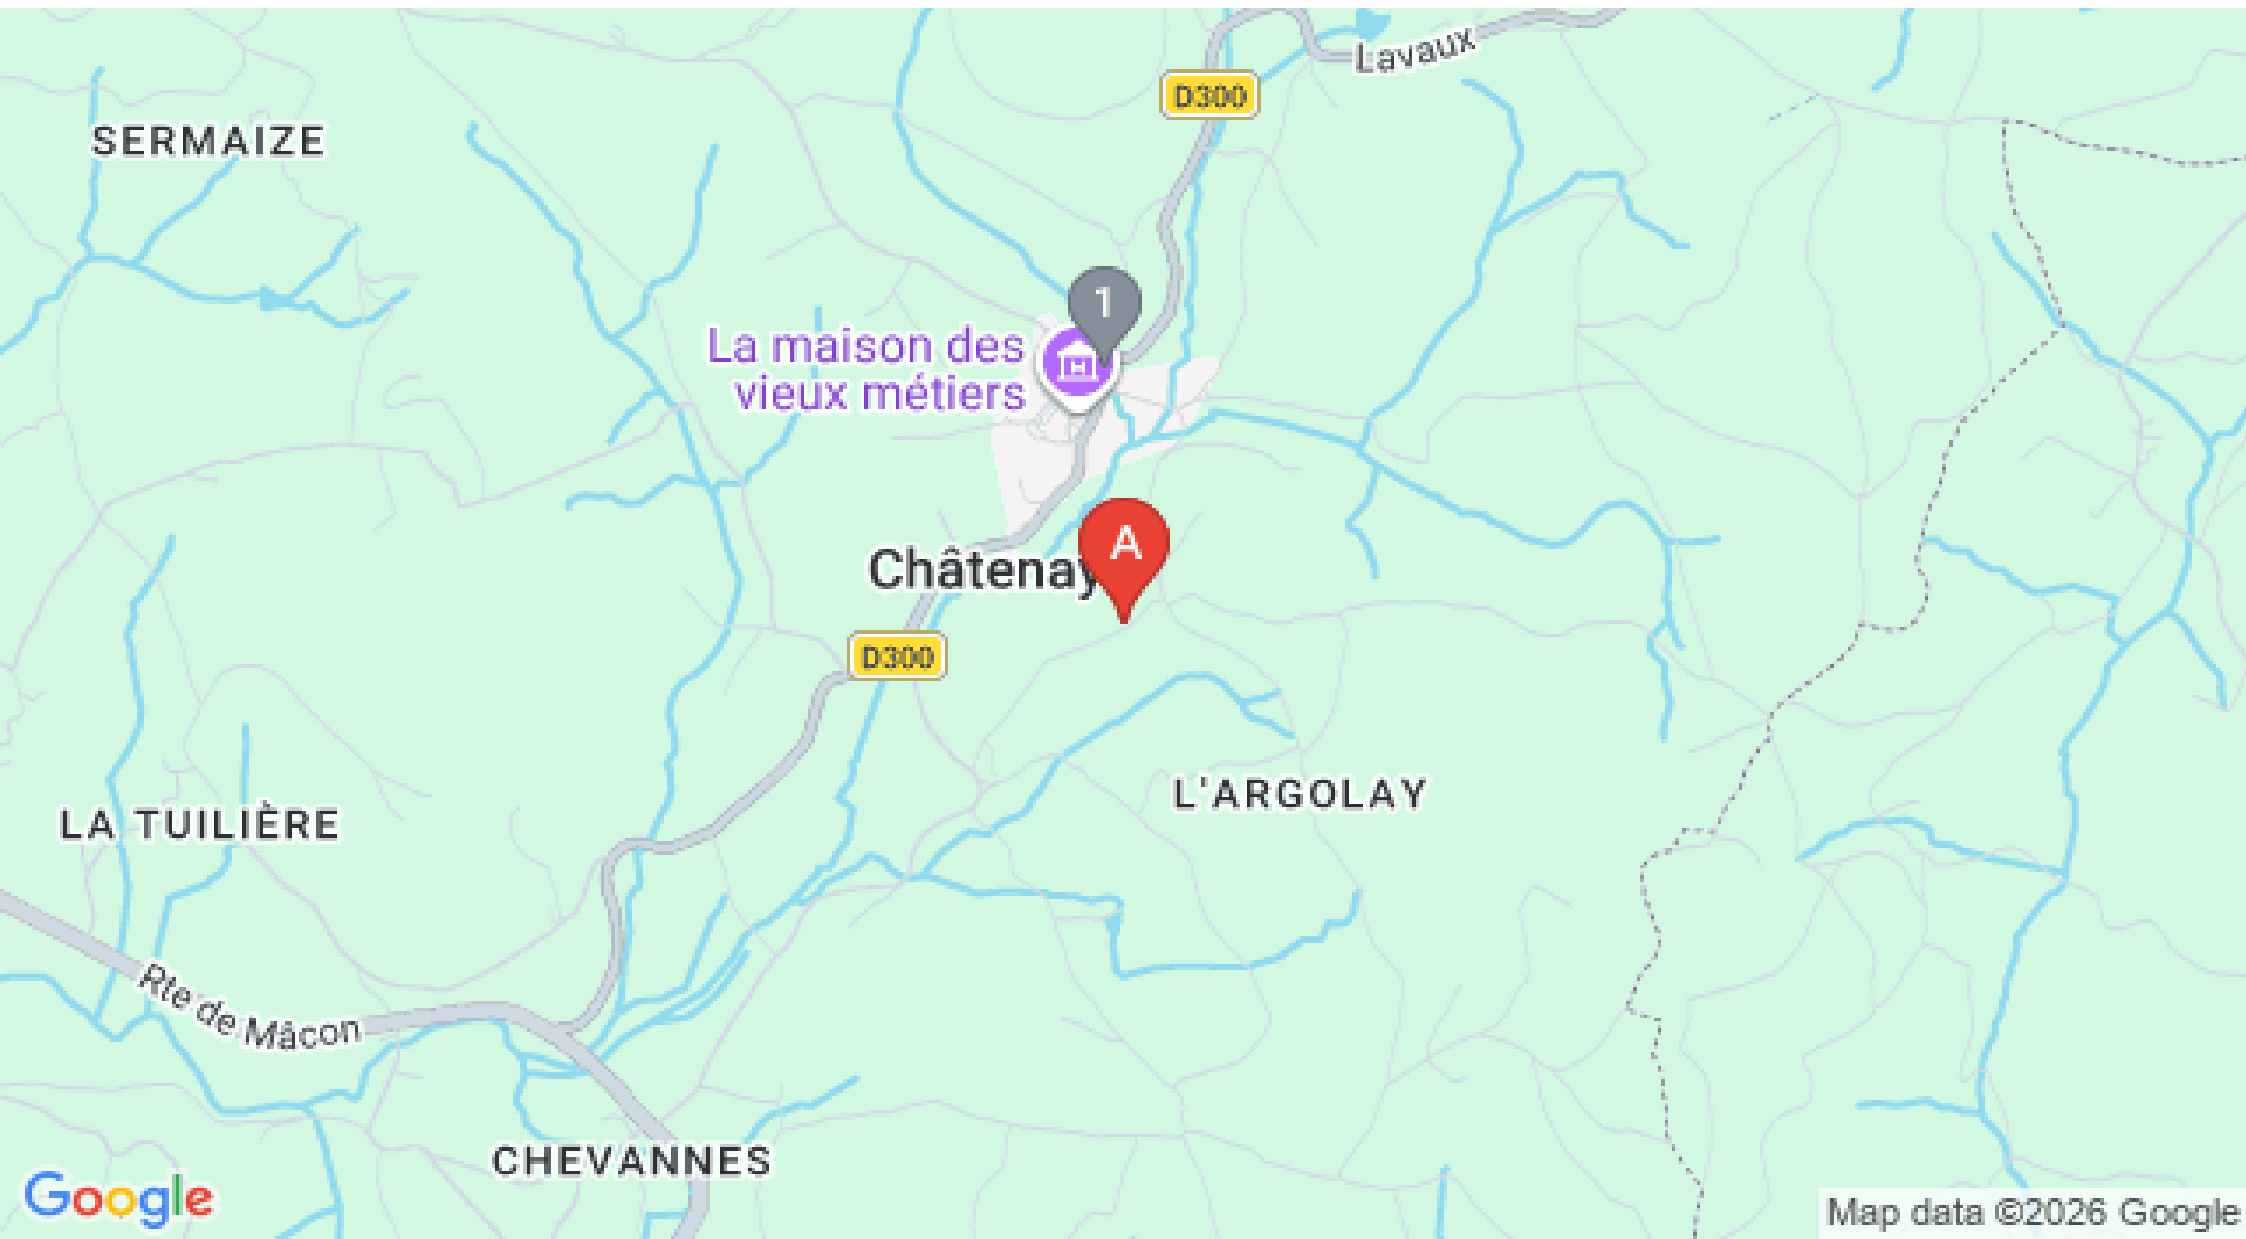 Lavaux
D300
SERMAIZE
1
La maison des
vieux métiers
A
Châtenay
D300
L'ARGOLAY
LA TUILIÈRE
Rte de Mâcon
CHEVANNES
Google
Map data ©2026 Google